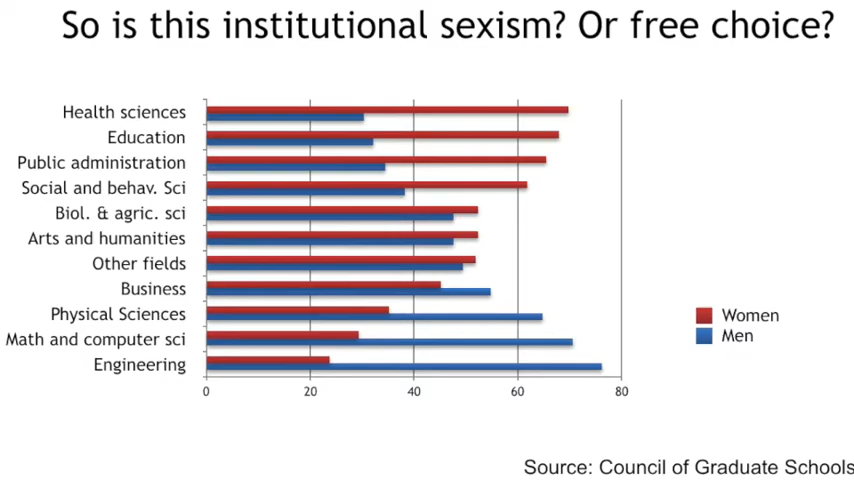 So is this institutional sexism? Or free choice?
Health sciences
Education
Public administration
Social and behav. Sci
Biol. & agric. sci
Arts and humanities
Other fields
Business
Physical Sciences
Math and computer sci
Engineering
0 20 40 60 80
Women
Men
Source: Council of Graduate Schools